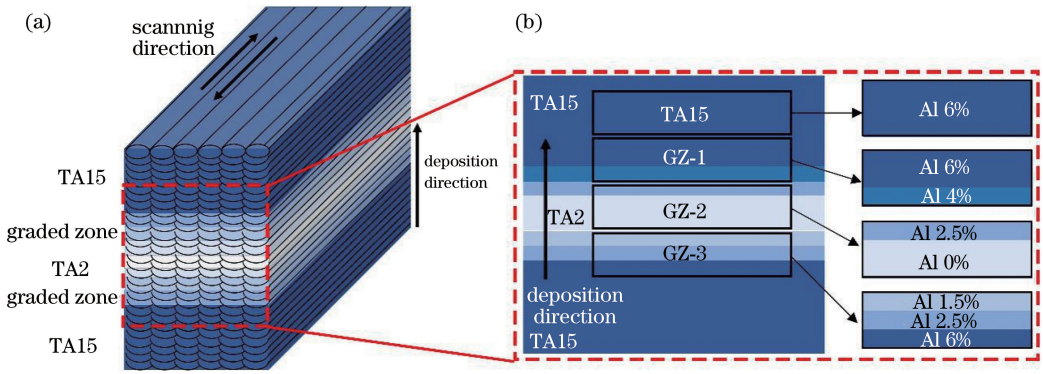 (a)
scannnig
direction
TA15
graded zone
TA2
graded zone
TA15
deposition
direction
(b)
TA15
TA2
deposition
direction
TA15
TA15
GZ-1
GZ-2
GZ-3
Al 6%
Al 6%
Al 4%
Al 2.5%
Al 0%
Al 1.5%
Al 2.5%
Al 6%